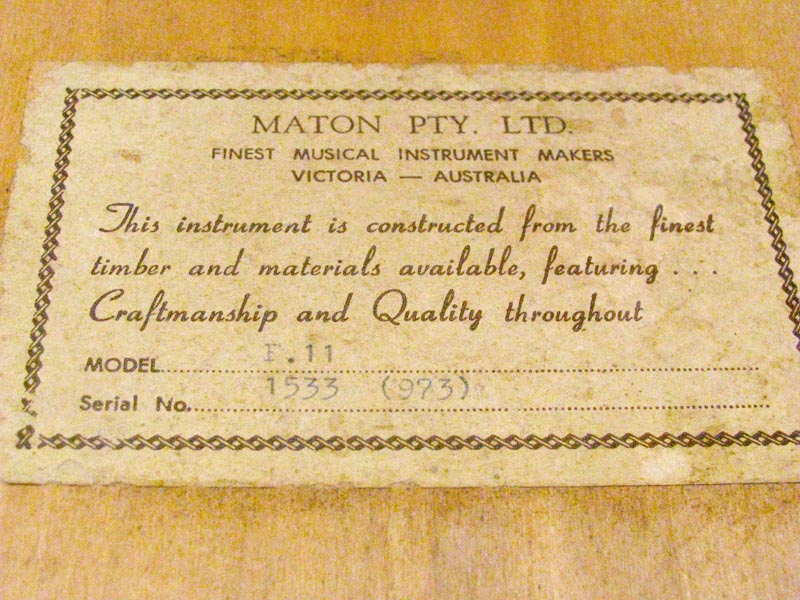 MATON PTY. LTD.
FINEST MUSICAL INSTRUMENT MAKERS
VICTORIA — AUSTRALIA
This instrument is constructed from the finest
timber and materials available, featuring . . .
Craftmanship and Quality throughout
MODEL F.11
Serial No. 1533 (973)